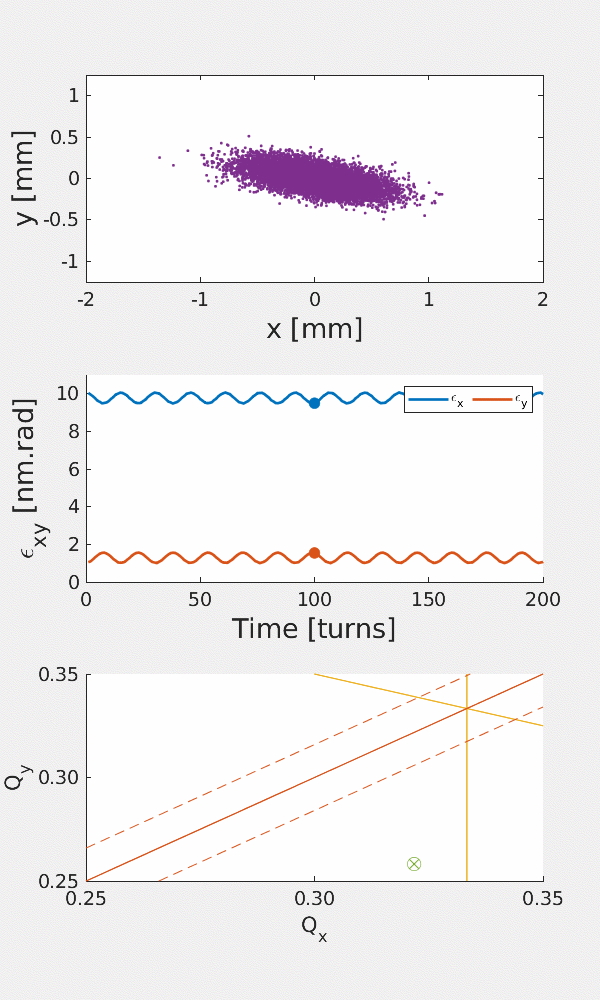 y [mm]
1
0.5
0
-0.5
-1
-2 -1 0 1 2
x [mm]
ϵxy [nm.rad]
10
8
6
4
2
0
ϵx ϵy
0 50 100 150 200
Time [turns]
Qy
0.35
0.30
0.25
0.25 0.30 0.35
Qx